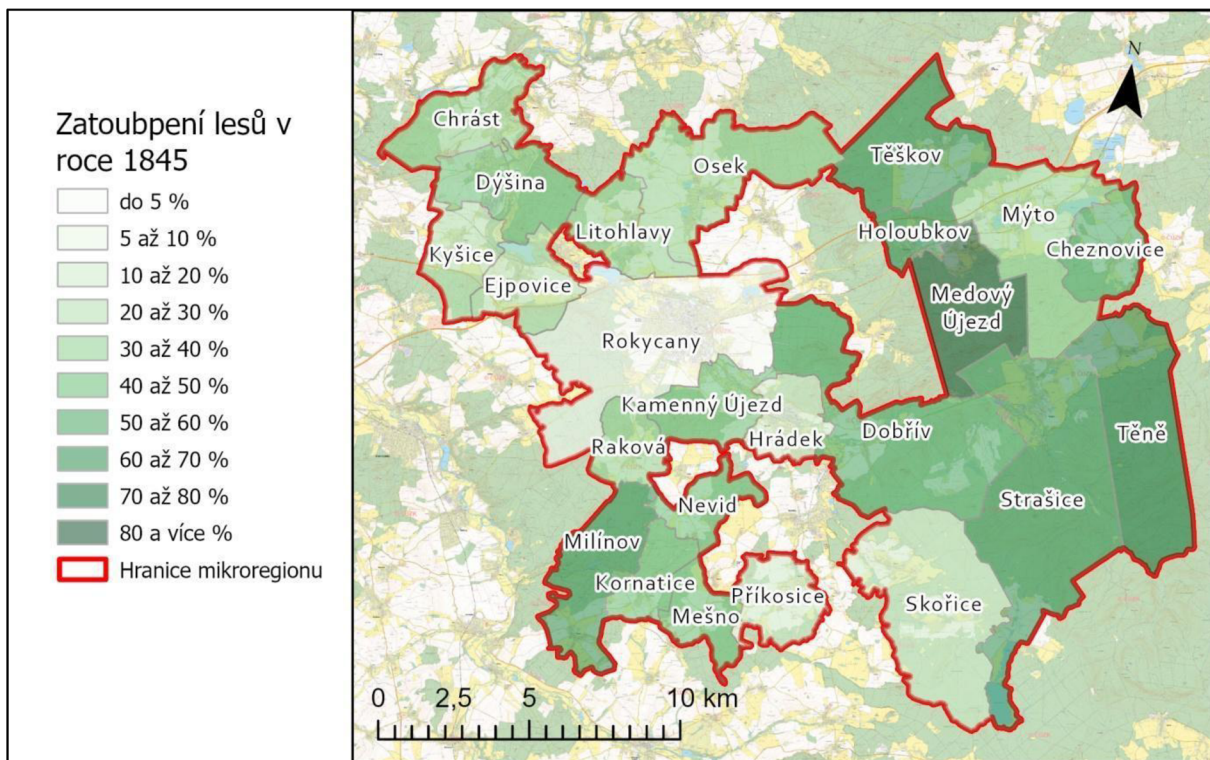 Zatoubpení lesů v
roce 1845
do 5 %
5 až 10 %
10 až 20 %
20 až 30 %
30 až 40 %
40 až 50 %
50 až 60 %
60 až 70 %
70 až 80 %
80 a více %
Hranice mikroregionu
N
Chrást
Osek
Těškov
Dýšina
Mýto
Litohlavy
Holoubkov
Cheznovice
Kyšice
Ejpovice
Medový
Újezd
Rokycany
Kamenný Újezd
Hrádek
Dobřív
Těně
Raková
Strašice
Nevid
Milínov
Kornatice
Příkosice
Skořice
Mešno
0 2,5 5 10 km